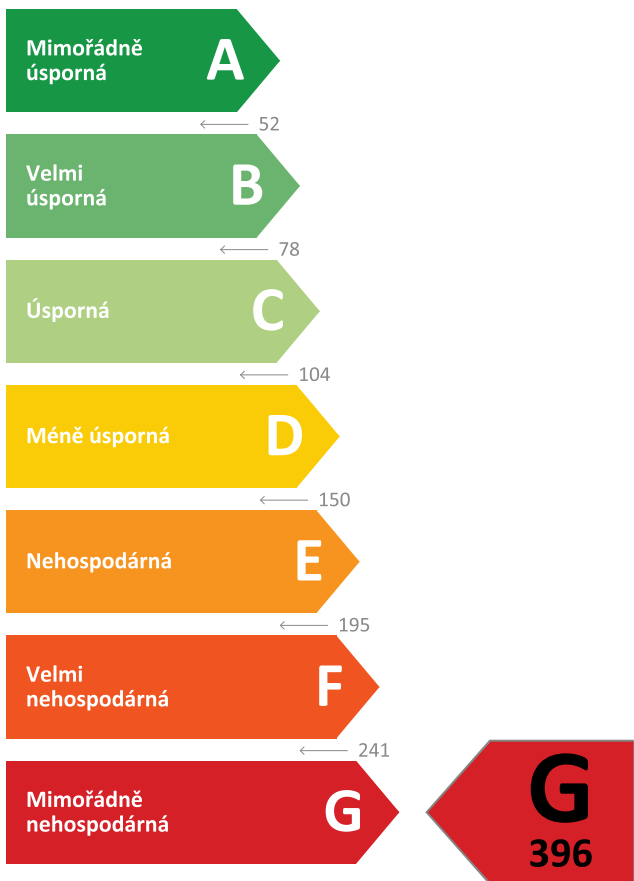 Mimořádně
úsporná
A
52
Velmi
úsporná
B
78
Úsporná
C
104
Méně úsporná
D
150
Nehospodárná
E
195
Velmi
nehospodárná
F
241
Mimořádně
nehospodárná
G
G
396